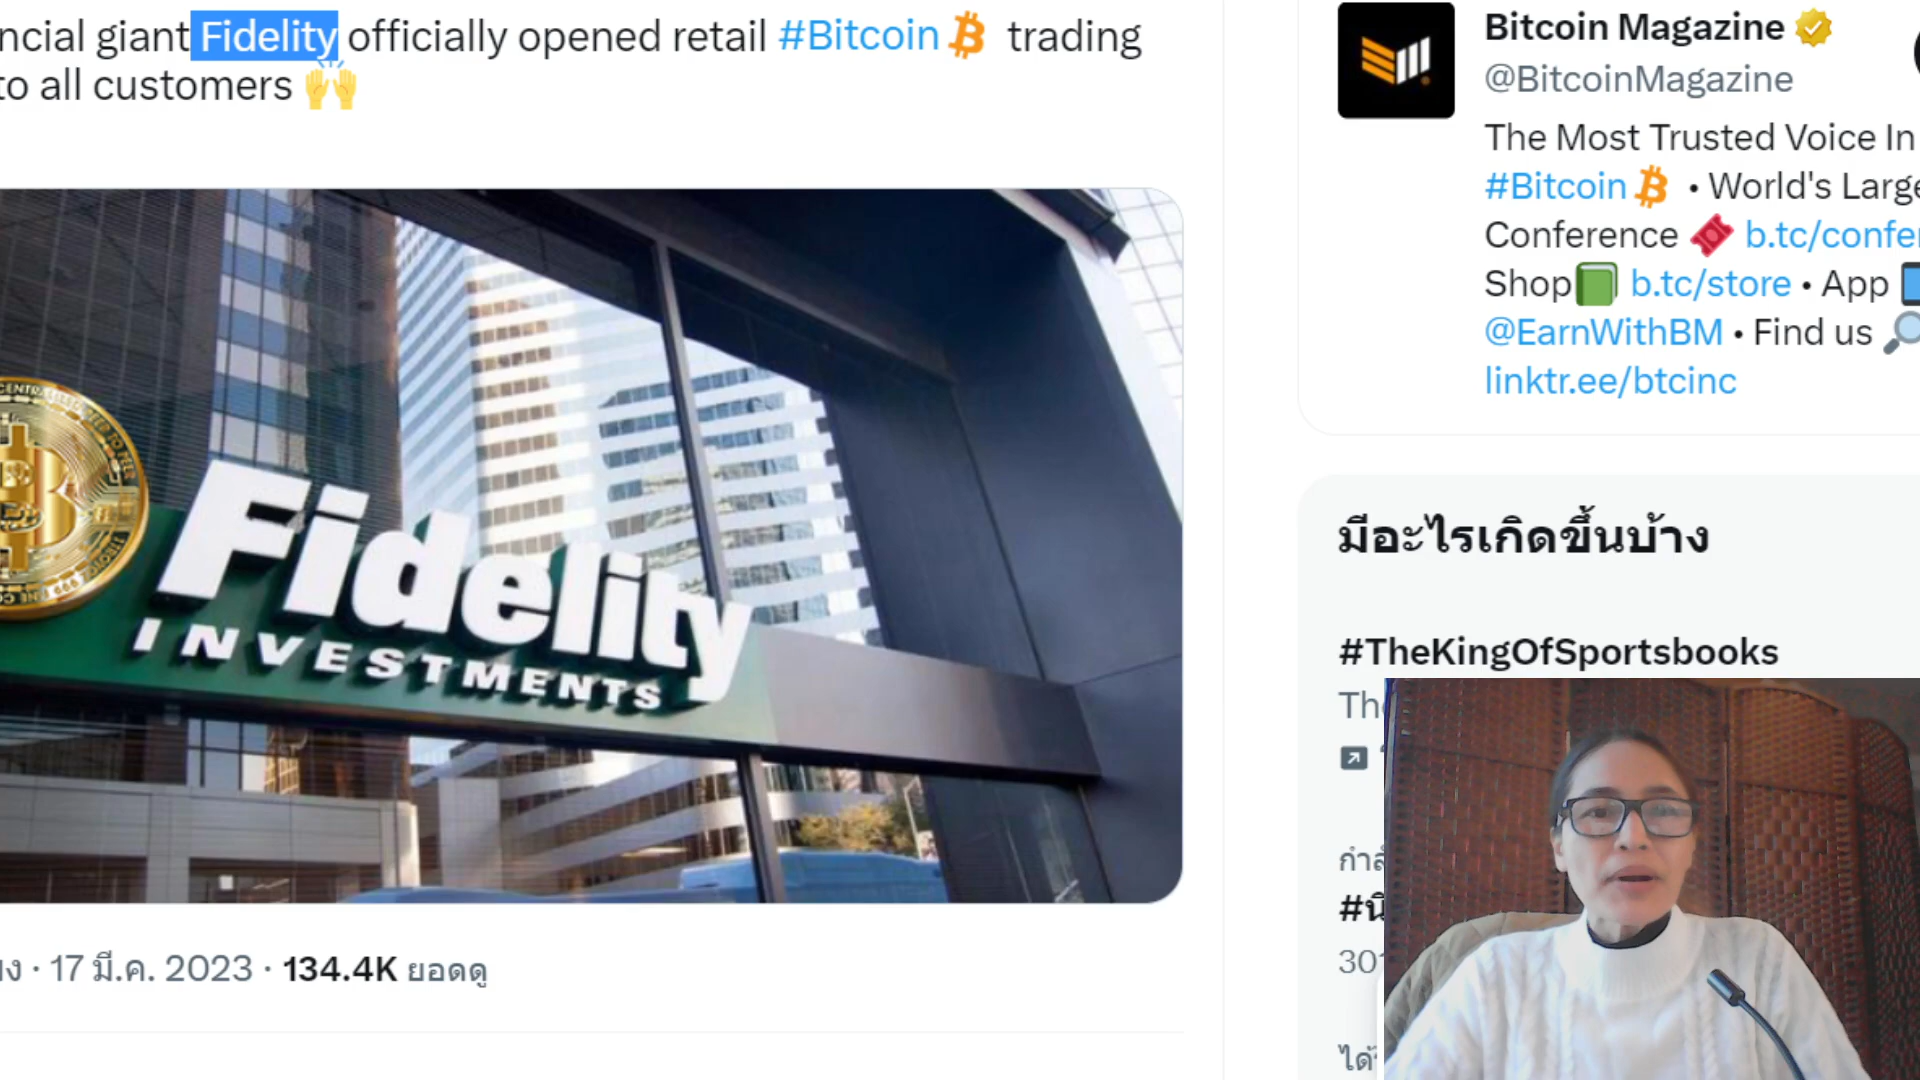 ncial giant Fidelity officially opened retail #Bitcoin trading
to all customers 🙌
Fidelity
INVESTMENTS
17 มี.ค. 2023 · 134.4K ยอดดู
Bitcoin Magazine
@BitcoinMagazine
The Most Trusted Voice In
#Bitcoin • World's Large
Conference 🎟️ b.tc/confer
Shop📗 b.tc/store • App
@EarnWithBM • Find us 🔎
linktr.ee/btcinc
มีอะไรเกิดขึ้นบ้าง
#TheKingOfSportsbooks